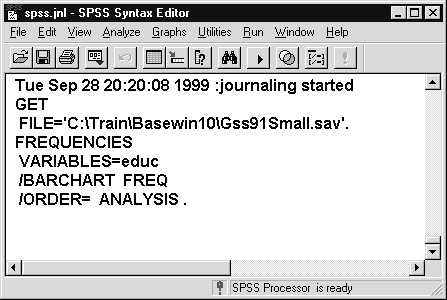 spss.jnl - SPSS Syntax Editor
File Edit View Analyze Graphs Utilities Run Window Help
Tue Sep 28 20:20:08 1999 :journaling started
GET
FILE='C:\Train\Basewin10\Gss91Small.sav'.
FREQUENCIES
VARIABLES=educ
/BARCHART FREQ
/ORDER= ANALYSIS .
SPSS Processor is ready